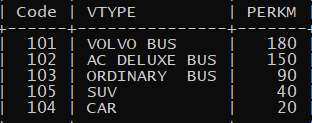 Code | VTYPE | PERKM
101 | VOLVO BUS | 180
102 | AC DELUXE BUS | 150
103 | ORDINARY  BUS | 90
105 | SUV | 40
104 | CAR | 20